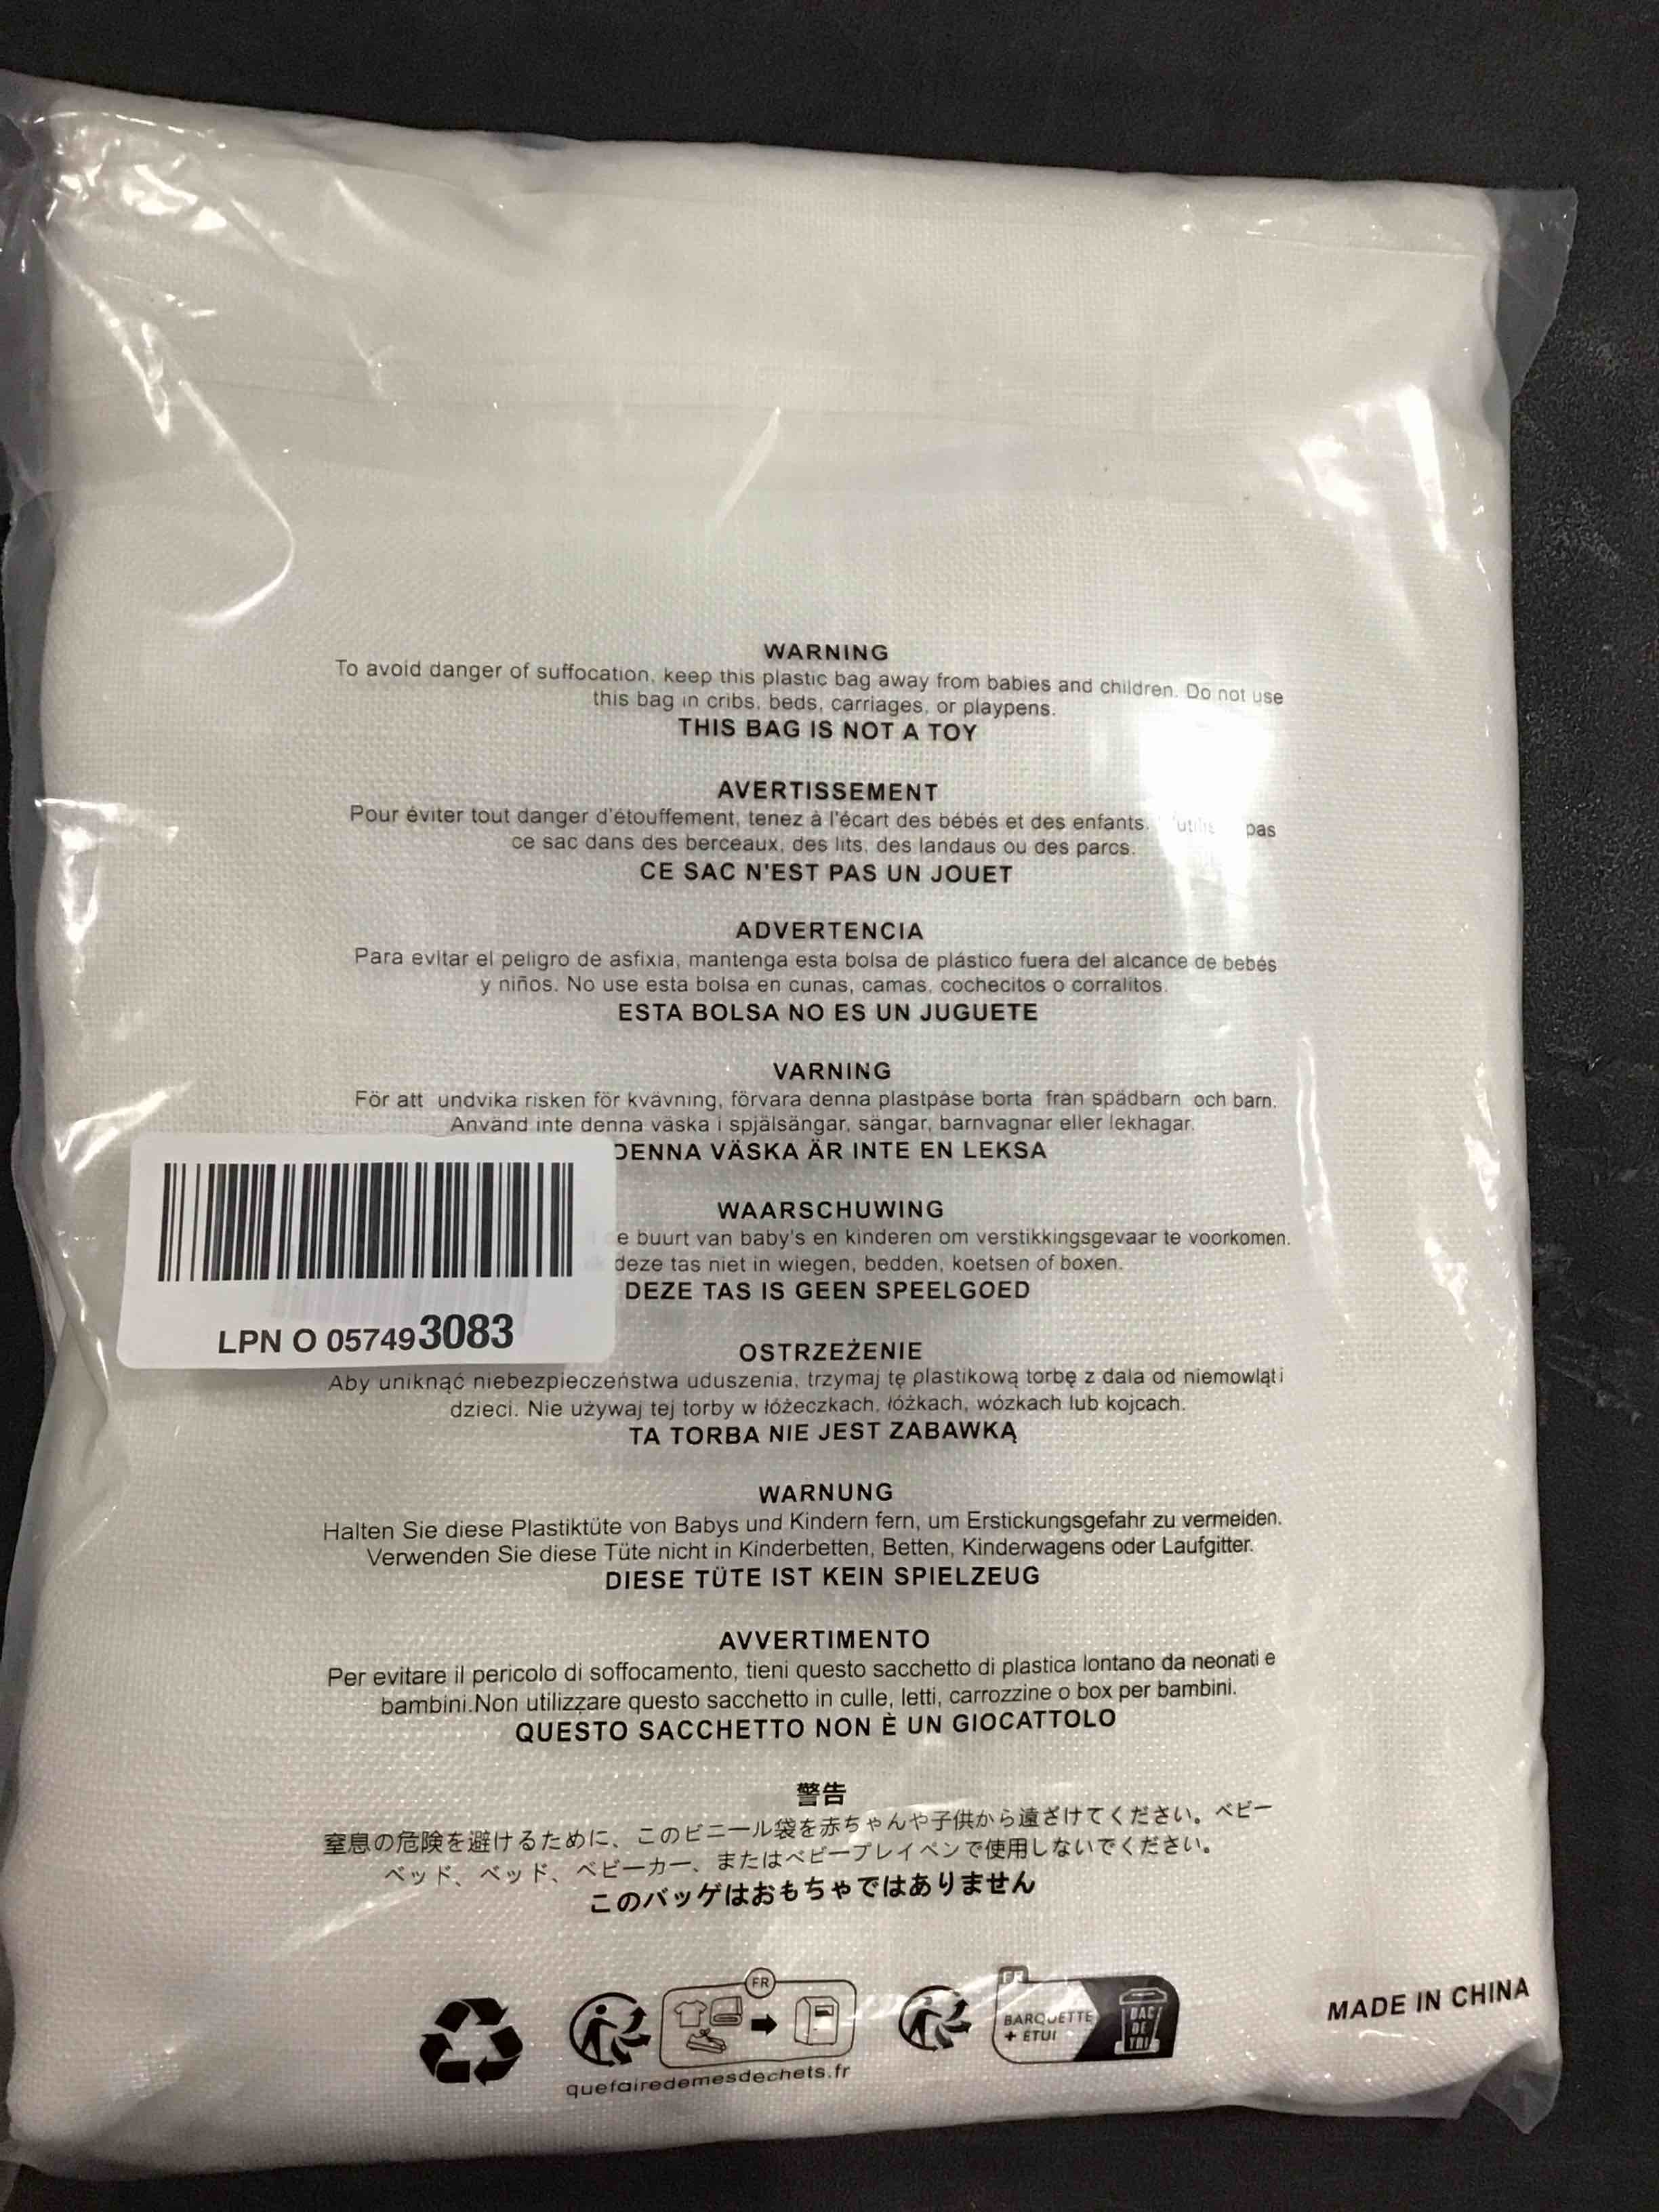 WARNING
To avoid danger of suffocation, keep this plastic bag away from babies and children. Do not use
this bag in cribs, beds, carriages, or playpens.
THIS BAG IS NOT A TOY
AVERTISSEMENT
Pour éviter tout danger d'étouffement, tenez à l'écart des bébés et des enfants. pas
ce sac dans des berceaux, des lits, des landaus ou des parcs.
CE SAC N'EST PAS UN JOUET
ADVERTENCIA
Para evitar el peligro de asfixia, mantenga esta bolsa de plástico fuera del alcance de bebés
y niños. No use esta bolsa en cunas, camas, cochecitos o corralitos.
ESTA BOLSA NO ES UN JUGUETE
VARNING
För att undvika risken för kvävning, förvara denna plastpåse borta från spädbarn och barn.
Använd inte denna väska i spjälsängar, sängar, barnvagnar eller lekhagar.
DENNA VÄSKA ÄR INTE EN LEKSA
WAARSCHUWING
buurt van baby's en kinderen om verstikkingsgevaar te voorkomen.
deze tas niet in wiegen, bedden, koetsen of boxen.
DEZE TAS IS GEEN SPEELGOED
LPN O 057493083
OSTRZEŻENIE
Aby uniknąć niebezpieczeństwa uduszenia, trzymaj tę plastikową torbę z dala od niemowląt i
dzieci. Nie używaj tej torby w łóżeczkach, łóżkach, wózkach lub kojcach.
TA TORBA NIE JEST ZABAWKĄ
WARNUNG
Halten Sie diese Plastiktüte von Babys und Kindern fern, um Erstickungsgefahr zu vermeiden.
Verwenden Sie diese Tüte nicht in Kinderbetten, Betten, Kinderwagens oder Laufgitter.
DIESE TÜTE IST KEIN SPIELZEUG
AVVERTIMENTO
Per evitare il pericolo di soffocamento, tieni questo sacchetto di plastica lontano da neonati e
bambini.Non utilizzare questo sacchetto in culle, letti, carrozzine o box per bambini.
QUESTO SACCHETTO NON È UN GIOCATTOLO
警告
窒息の危険を避けるために、このビニール袋を赤ちゃんや子供から遠ざけてください。ベビー
ベッド、ベッド、ベビーカー、またはベビープレイペンで使用しないでください。
このバッグはおもちゃではありません
FR
quefairedemesdechets.fr
FR
BARQUETTE
+ ÉTUI
BAC
DE
TRI
MADE IN CHINA